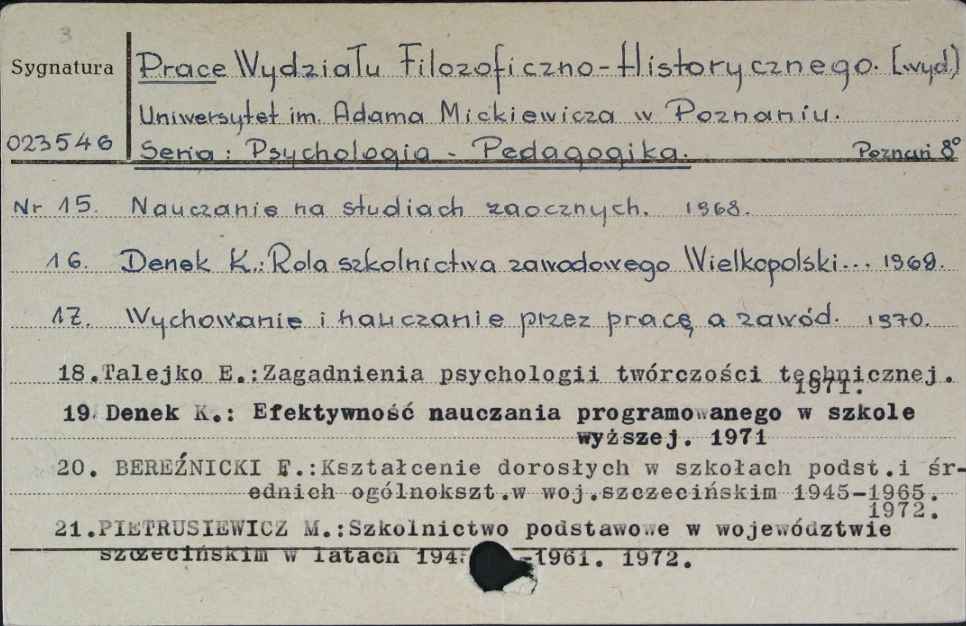 3
Sygnatura
Prace Wydziału Filozoficzno-Historycznego. [wyd]
Uniwersytet im. Adama Mickiewicza w Poznaniu.
023546
Seria: Psychologia - Pedagogika. Poznań 8°
Nr 15. Nauczanie na studiach zaocznych. 1968.
16. Denek K.: Rola szkolnictwa zawodowego Wielkopolski... 1969.
17. Wychowanie i nauczanie przez pracę a zawód. 1970.
18. Talejko E.: Zagadnienia psychologii twórczości technicznej.
1971.
19. Denek K.: Efektywność nauczania programowanego w szkole
wyższej. 1971
20. BEREŹNICKI F.: Kształcenie dorosłych w szkołach podst. i śr-
ednich ogólnokszt. w woj. szczecińskim 1945-1965.
1972.
21. PIETRUSIEWICZ M.: Szkolnictwo podstawowe w województwie
szczecińskim w latach -1961. 1972.